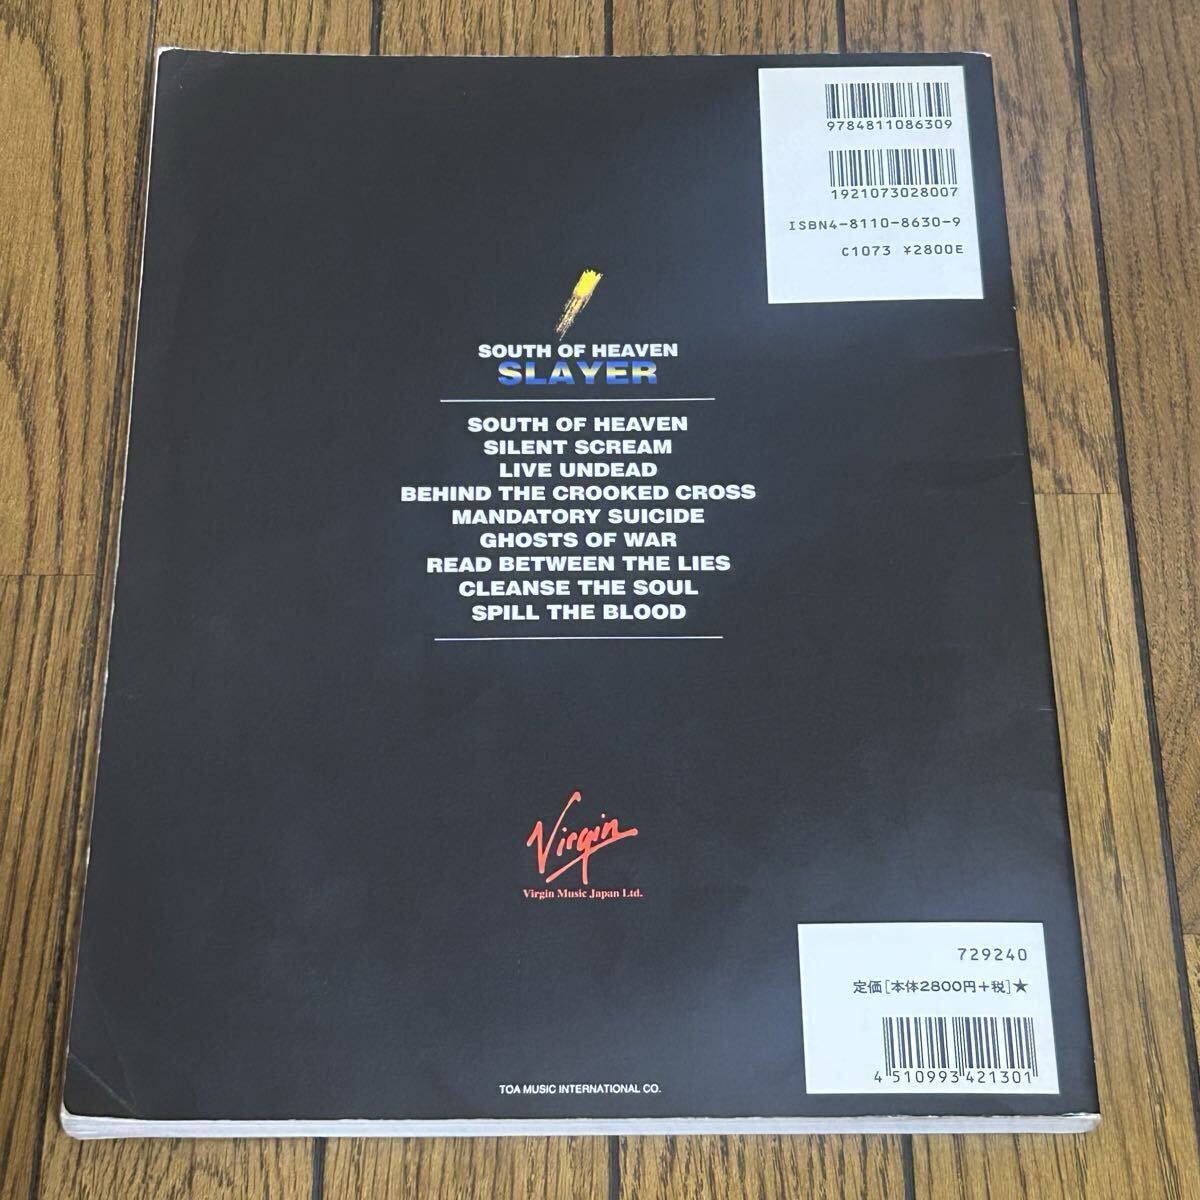 9784811086309
1921073028007
ISBN4-8110-8630-9
C1073 ¥2800E
SOUTH OF HEAVEN
SLAYER
SOUTH OF HEAVEN
SILENT SCREAM
LIVE UNDEAD
BEHIND THE CROOKED CROSS
MANDATORY SUICIDE
GHOSTS OF WAR
READ BETWEEN THE LIES
CLEANSE THE SOUL
SPILL THE BLOOD
Virgin
Virgin Music Japan Ltd.
729240
定価[本体2800円+税]★
4 510993 421301
TOA MUSIC INTERNATIONAL CO.